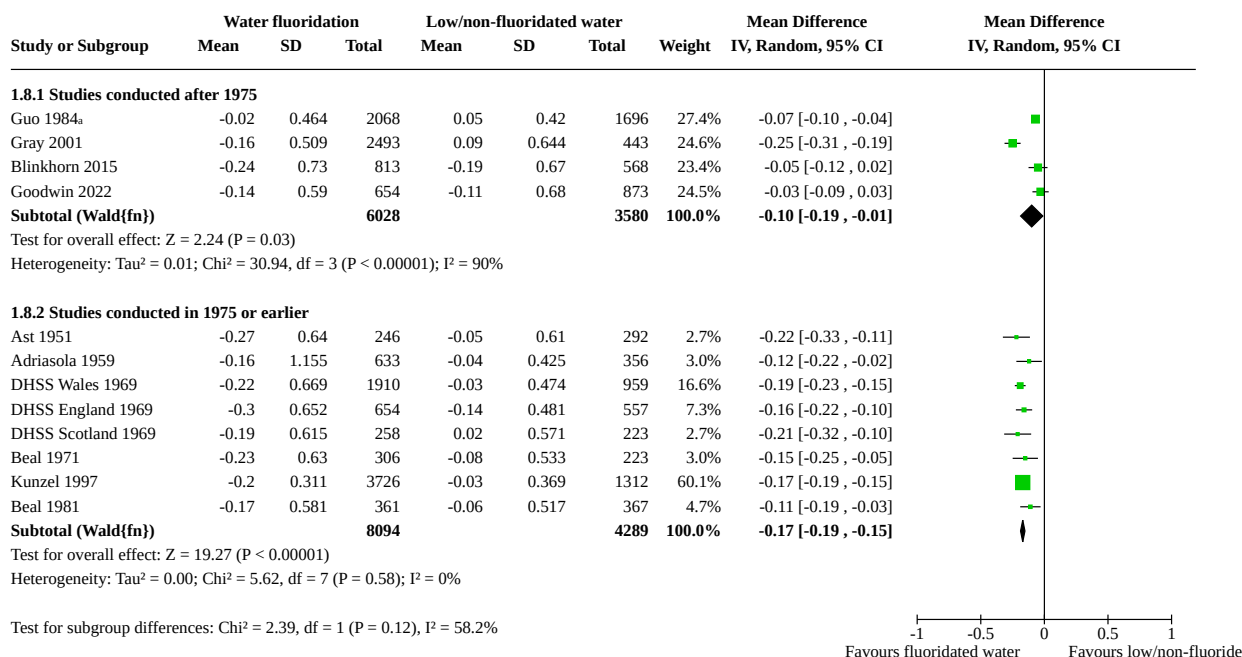 Water fluoridation Low/non-fluoridated water Mean Difference Mean Difference
Study or Subgroup Mean SD Total Mean SD Total Weight IV, Random, 95% CI IV, Random, 95% CI
1.8.1 Studies conducted after 1975
Guo 1984a -0.02 0.464 2068 0.05 0.42 1696 27.4% -0.07 [-0.10 , -0.04]
Gray 2001 -0.16 0.509 2493 0.09 0.644 443 24.6% -0.25 [-0.31 , -0.19]
Blinkhorn 2015 -0.24 0.73 813 -0.19 0.67 568 23.4% -0.05 [-0.12 , 0.02]
Goodwin 2022 -0.14 0.59 654 -0.11 0.68 873 24.5% -0.03 [-0.09 , 0.03]
Subtotal (Wald{fn}) 6028 3580 100.0% -0.10 [-0.19 , -0.01]
Test for overall effect: Z = 2.24 (P = 0.03)
Heterogeneity: Tau² = 0.01; Chi² = 30.94, df = 3 (P < 0.00001); I² = 90%
1.8.2 Studies conducted in 1975 or earlier
Ast 1951 -0.27 0.64 246 -0.05 0.61 292 2.7% -0.22 [-0.33 , -0.11]
Adriasola 1959 -0.16 1.155 633 -0.04 0.425 356 3.0% -0.12 [-0.22 , -0.02]
DHSS Wales 1969 -0.22 0.669 1910 -0.03 0.474 959 16.6% -0.19 [-0.23 , -0.15]
DHSS England 1969 -0.3 0.652 654 -0.14 0.481 557 7.3% -0.16 [-0.22 , -0.10]
DHSS Scotland 1969 -0.19 0.615 258 0.02 0.571 223 2.7% -0.21 [-0.32 , -0.10]
Beal 1971 -0.23 0.63 306 -0.08 0.533 223 3.0% -0.15 [-0.25 , -0.05]
Kunzel 1997 -0.2 0.311 3726 -0.03 0.369 1312 60.1% -0.17 [-0.19 , -0.15]
Beal 1981 -0.17 0.581 361 -0.06 0.517 367 4.7% -0.11 [-0.19 , -0.03]
Subtotal (Wald{fn}) 8094 4289 100.0% -0.17 [-0.19 , -0.15]
Test for overall effect: Z = 19.27 (P < 0.00001)
Heterogeneity: Tau² = 0.00; Chi² = 5.62, df = 7 (P = 0.58); I² = 0%
Test for subgroup differences: Chi² = 2.39, df = 1 (P = 0.12), I² = 58.2%
-1 -0.5 0 0.5 1
Favours fluoridated water Favours low/non-fluoride